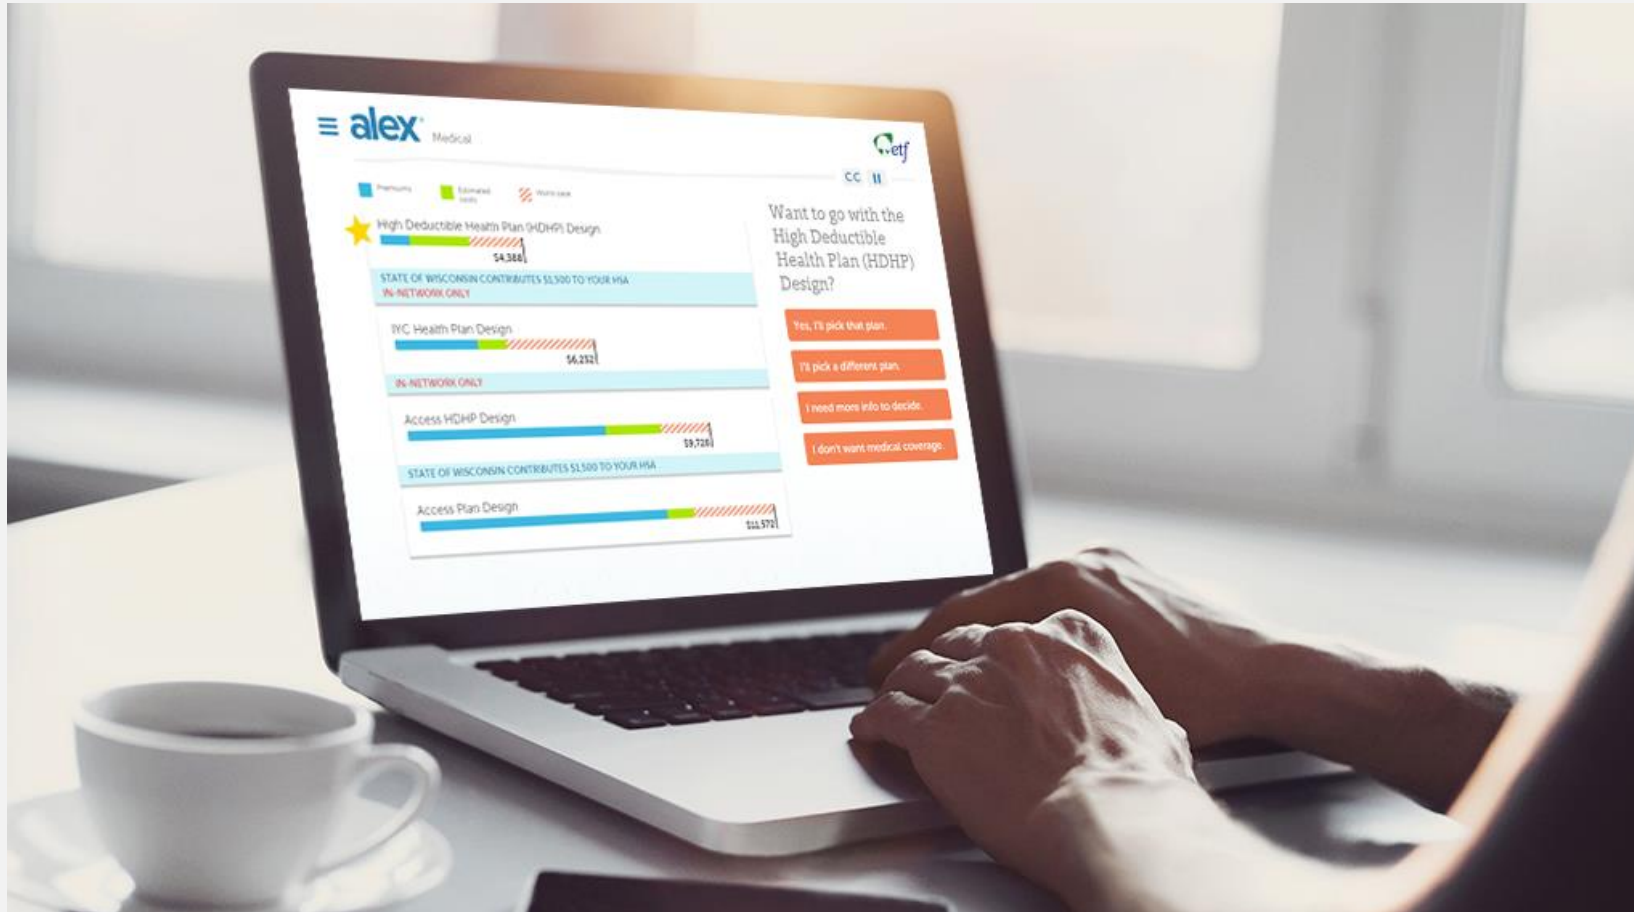 alex
Medical
etf
CC
Premiums
Estimated
costs
Worst case
High Deductible Health Plan (HDHP) Design
$4,388
STATE OF WISCONSIN CONTRIBUTES $1,500 TO YOUR HSA
IN-NETWORK ONLY
IYC Health Plan Design
$6,232
IN-NETWORK ONLY
Access HDHP Design
$9,728
STATE OF WISCONSIN CONTRIBUTES $1,500 TO YOUR HSA
Access Plan Design
$11,572
Want to go with the
High Deductible
Health Plan (HDHP)
Design?
Yes, I'll pick that plan.
I'll pick a different plan.
I need more info to decide.
I don't want medical coverage.